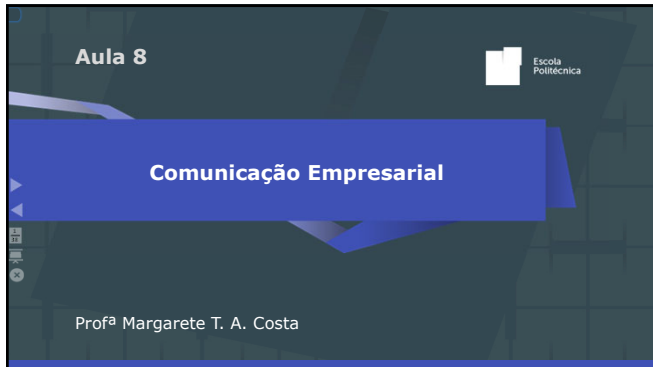 Aula 8
Escola
Politécnica
Comunicação Empresarial
Profª Margarete T. A. Costa